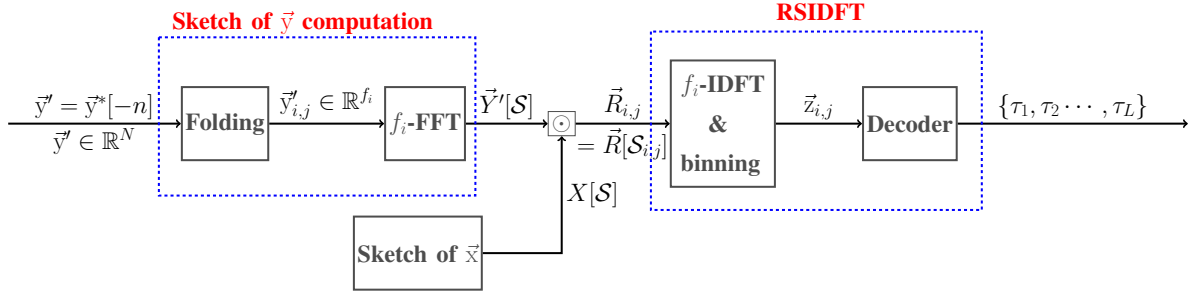 Sketch of y⃗ computation
RSIDFT
y⃗′ = y⃗*[−n]
y⃗′ ∈ ℝ^N
Folding
y⃗′_{i,j} ∈ ℝ^{f_i}
f_i-FFT
Y⃗′[𝒮]
⊙
R⃗_{i,j}
= R⃗[𝒮_{i,j}]
f_i-IDFT
&
binning
z⃗_{i,j}
Decoder
{τ_1, τ_2 ⋯ , τ_L}
X[𝒮]
Sketch of x⃗